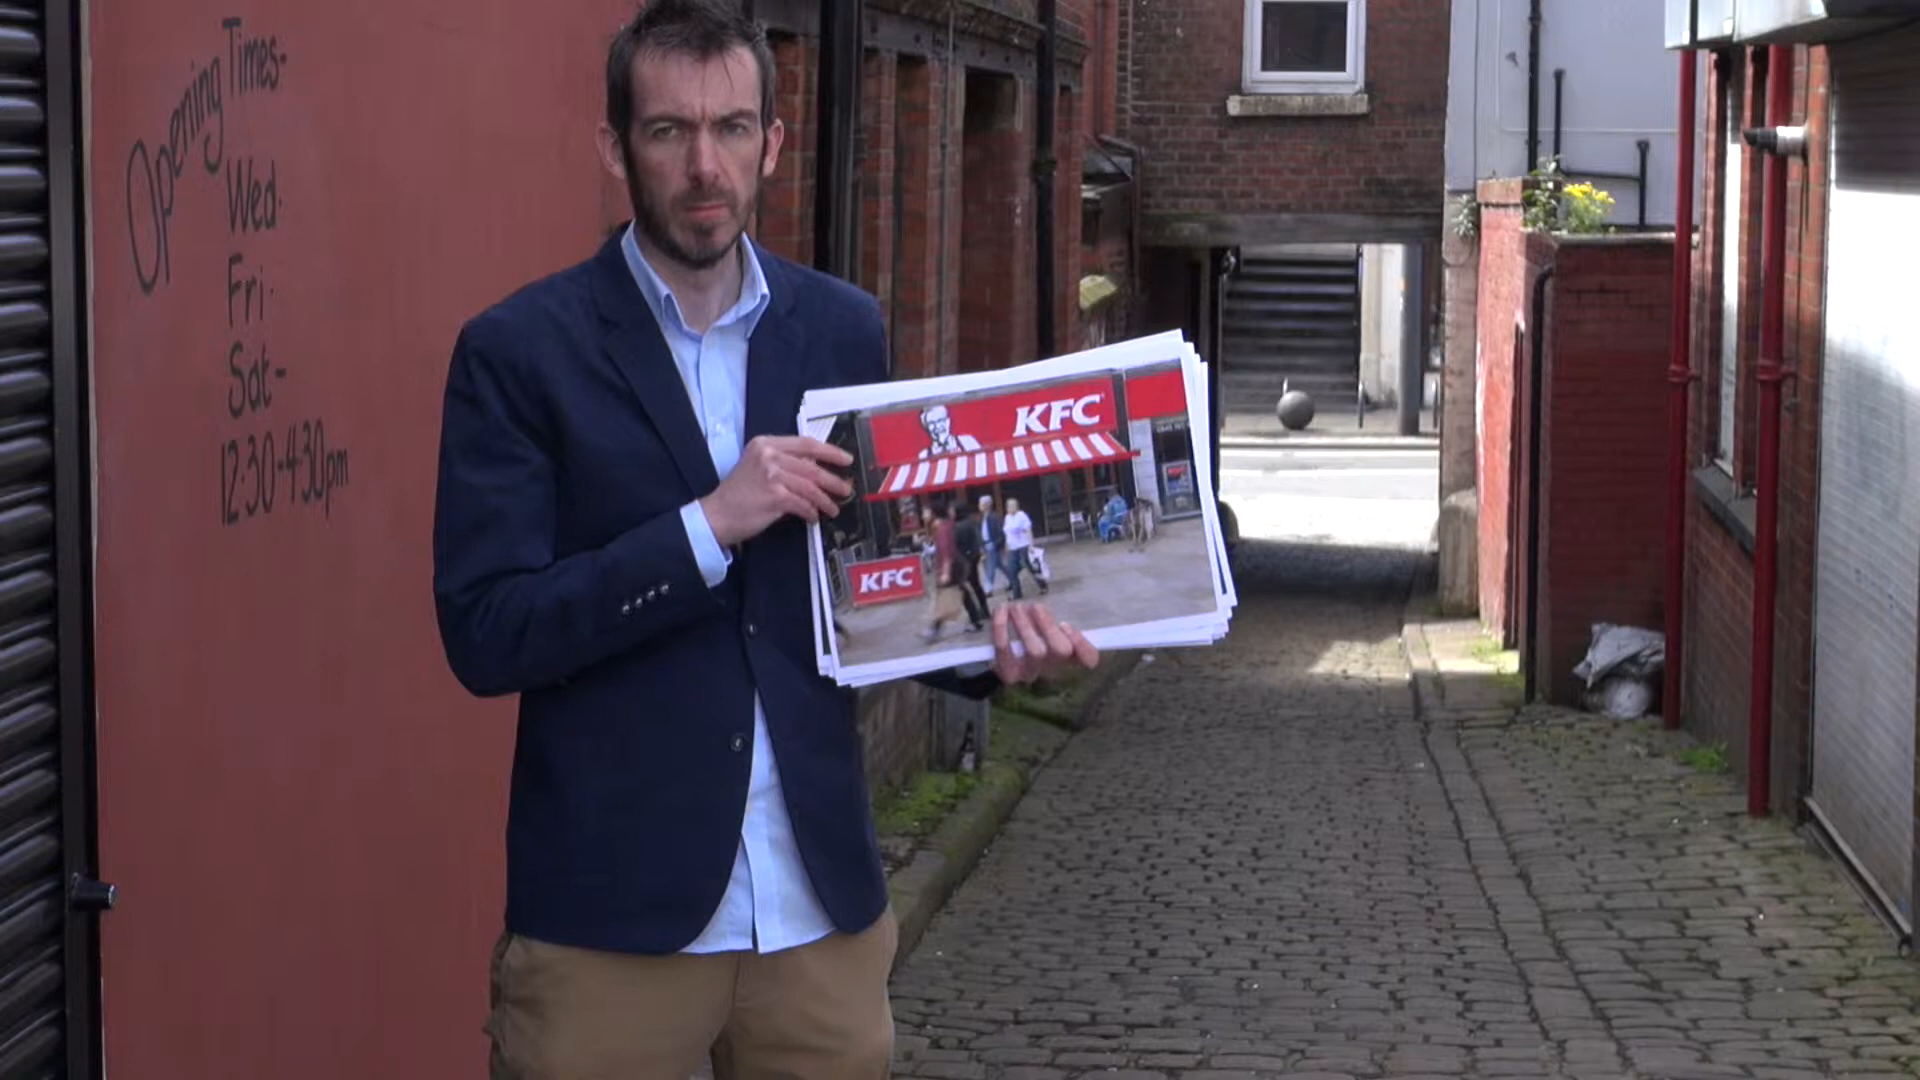 Opening Times-
Wed.
Fri.
Sat-
12:30-4:30pm
KFC
KFC